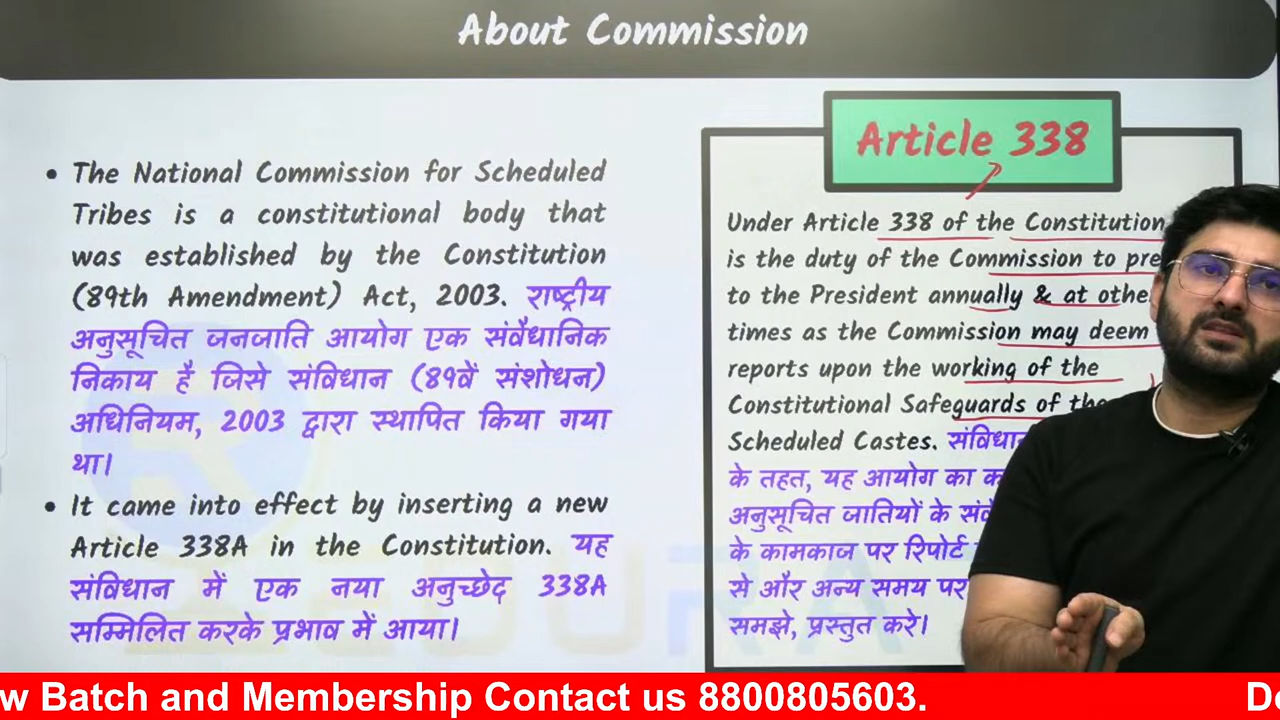 About Commission
• The National Commission for Scheduled
Tribes is a constitutional body that
was established by the Constitution
(89th Amendment) Act, 2003. राष्ट्रीय
अनुसूचित जनजाति आयोग एक संवैधानिक
निकाय है जिसे संविधान (89वें संशोधन)
अधिनियम, 2003 द्वारा स्थापित किया गया
था।
• It came into effect by inserting a new
Article 338A in the Constitution. यह
संविधान में एक नया अनुच्छेद 338A
सम्मिलित करके प्रभाव में आया।
Article 338
Under Article 338 of the Constitution
is the duty of the Commission to pre
to the President annually & at othe
times as the Commission may deem
reports upon the working of the
Constitutional Safeguards of the
Scheduled Castes. संविधान
के तहत, यह आयोग का क
अनुसूचित जातियों के संवै
के कामकाज पर रिपोर्ट
से और अन्य समय पर
समझे, प्रस्तुत करे।
w Batch and Membership Contact us 8800805603. De